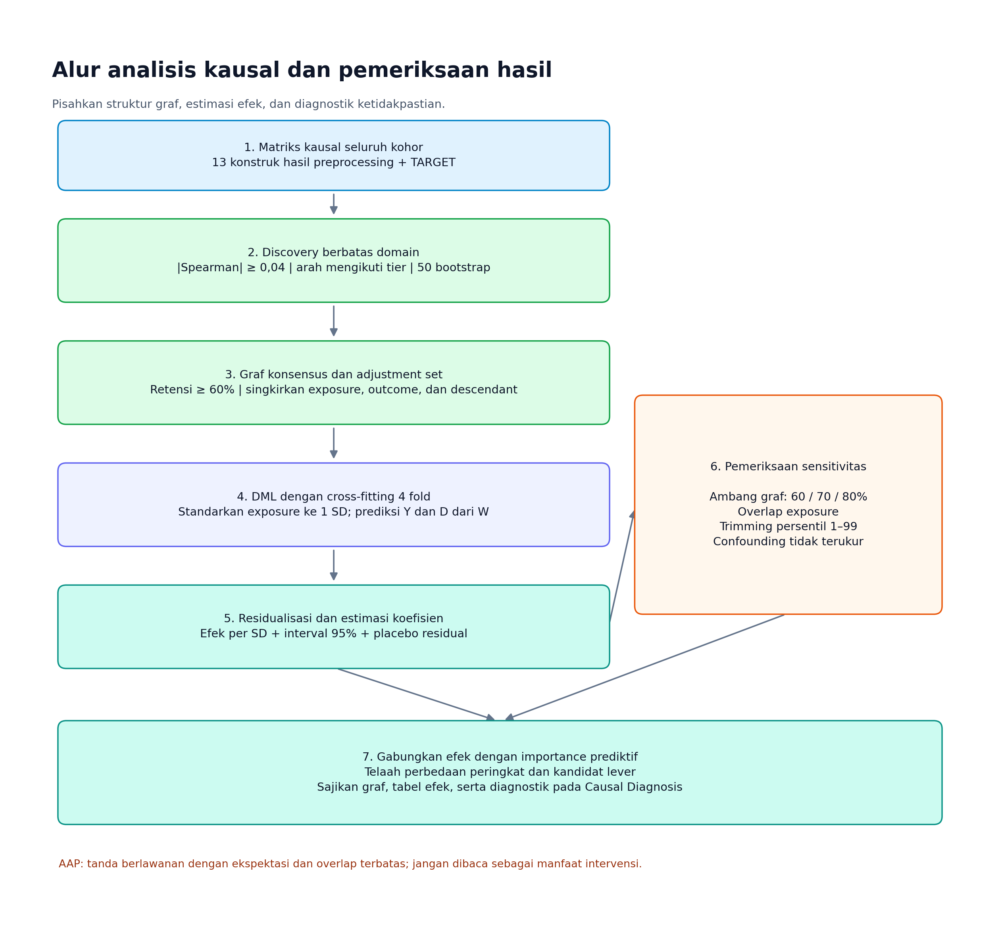 Alur analisis kausal dan pemeriksaan hasil
Pisahkan struktur graf, estimasi efek, dan diagnostik ketidakpastian.
1. Matriks kausal seluruh kohor
13 konstruk hasil preprocessing + TARGET
2. Discovery berbatas domain
|Spearman| ≥ 0,04 | arah mengikuti tier | 50 bootstrap
3. Graf konsensus dan adjustment set
Retensi ≥ 60% | singkirkan exposure, outcome, dan descendant
4. DML dengan cross-fitting 4 fold
Standarkan exposure ke 1 SD; prediksi Y dan D dari W
5. Residualisasi dan estimasi koefisien
Efek per SD + interval 95% + placebo residual
6. Pemeriksaan sensitivitas
Ambang graf: 60 / 70 / 80%
Overlap exposure
Trimming persentil 1–99
Confounding tidak terukur
7. Gabungkan efek dengan importance prediktif
Telaah perbedaan peringkat dan kandidat lever
Sajikan graf, tabel efek, serta diagnostik pada Causal Diagnosis
AAP: tanda berlawanan dengan ekspektasi dan overlap terbatas; jangan dibaca sebagai manfaat intervensi.